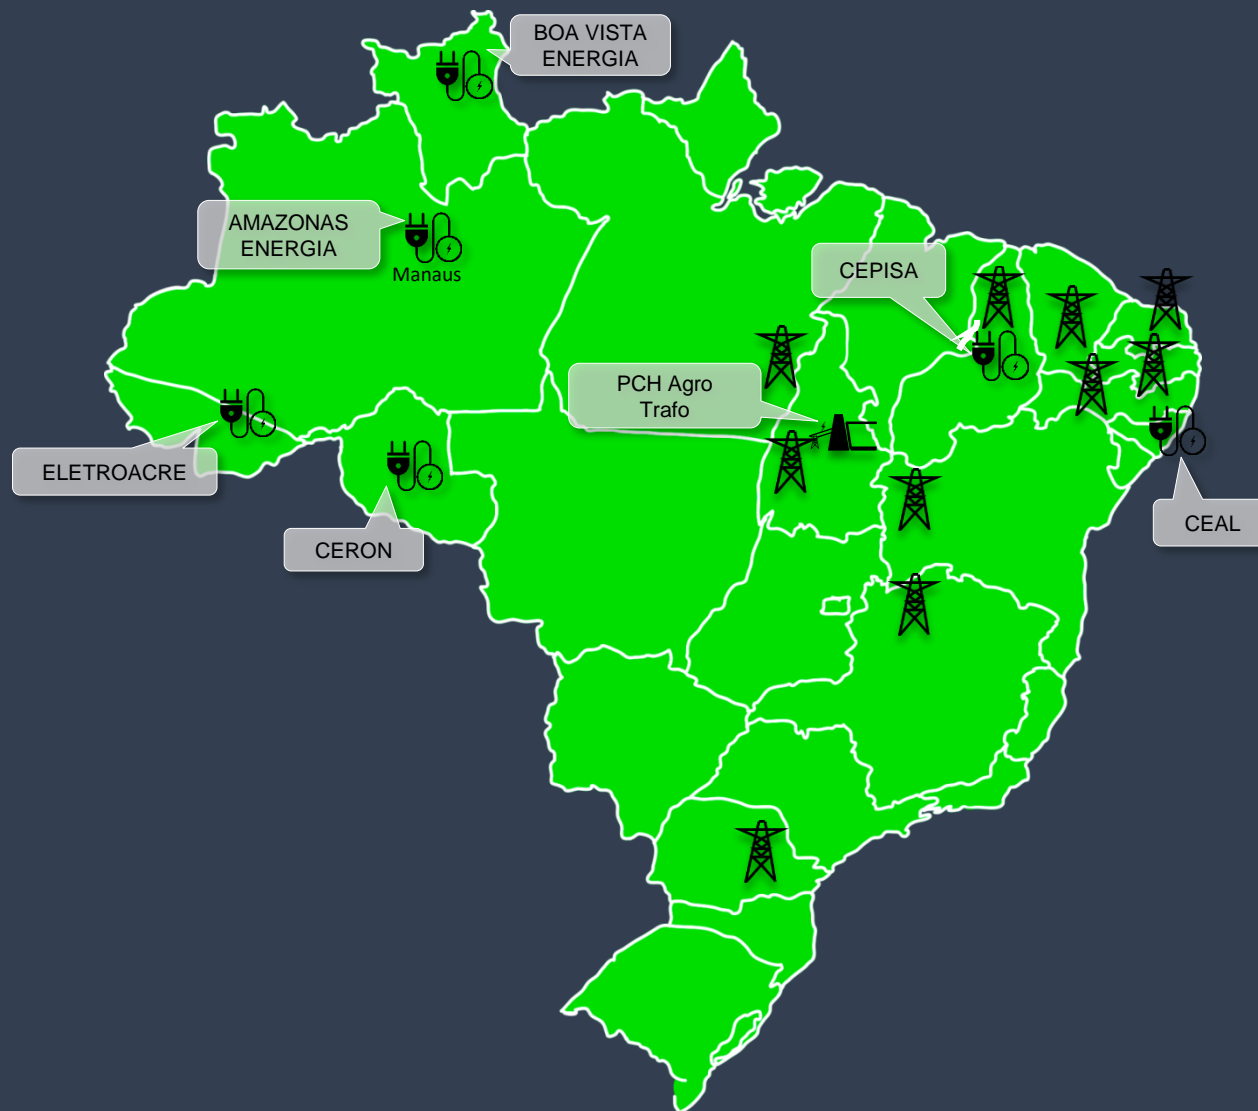 BOA VISTA
ENERGIA
AMAZONAS
ENERGIA
Manaus
CEPISA
PCH Agro
Trafo
ELETROACRE
CERON
CEAL